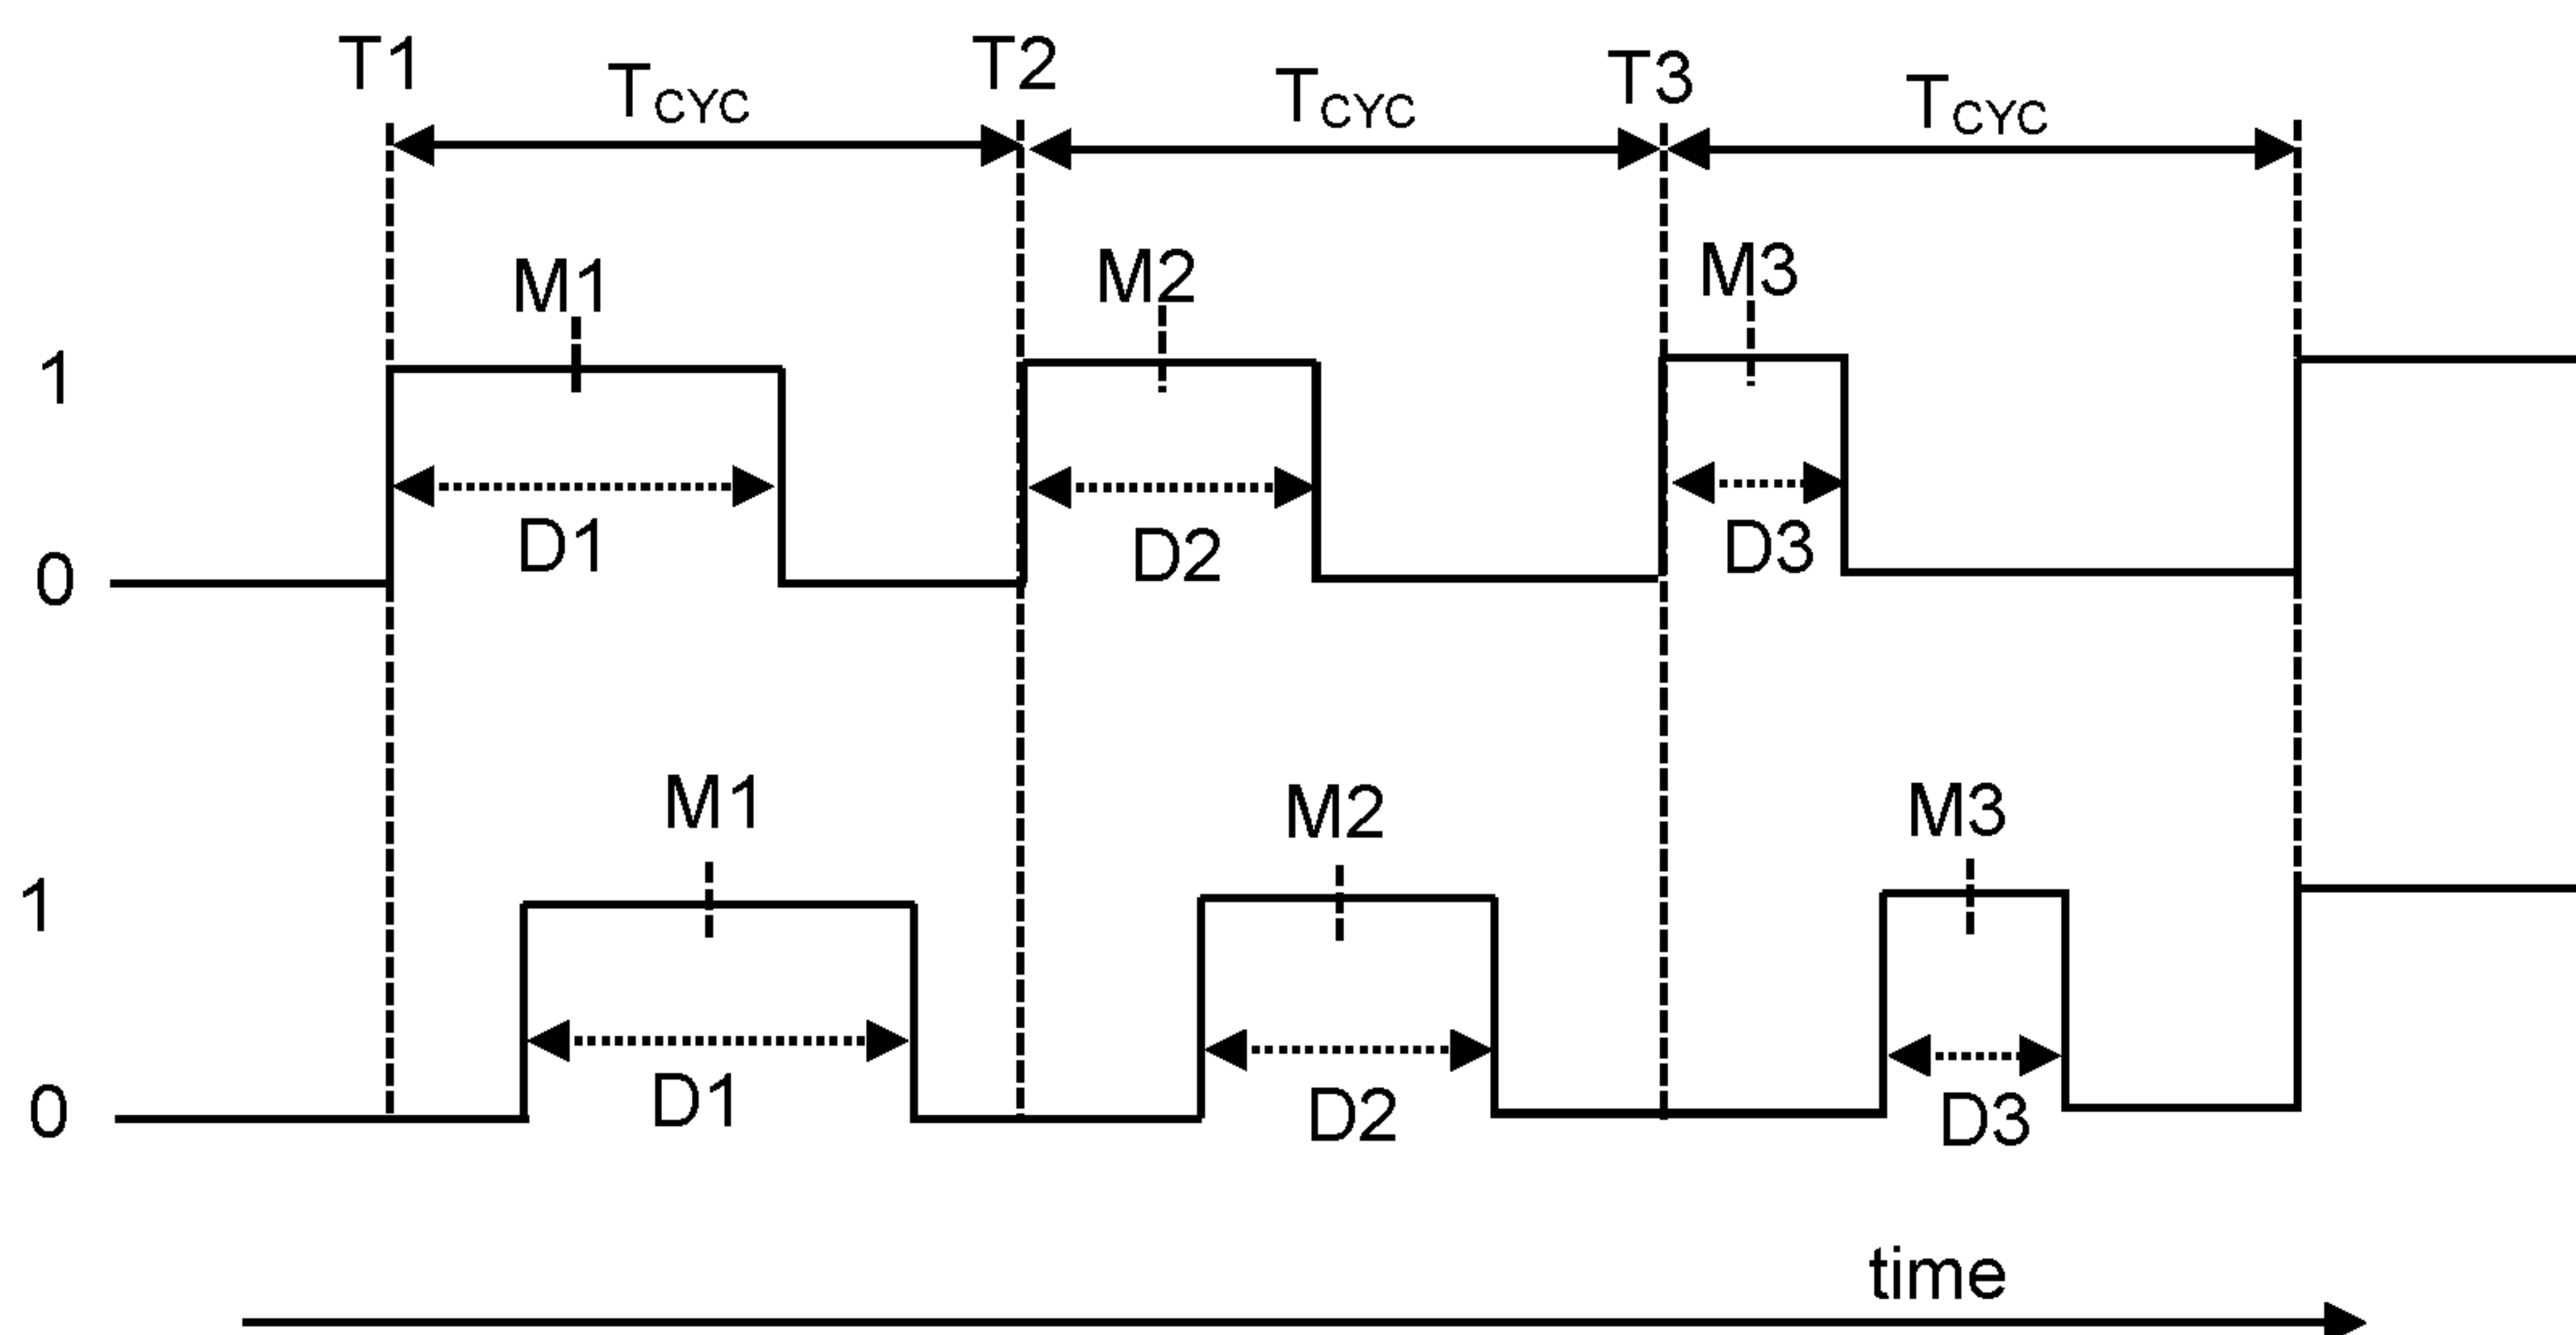 T1 T2 T3
TCYC TCYC TCYC
M1 M2 M3
1
D1 D2 D3
0
M1 M2 M3
1
D1 D2 D3
0
time